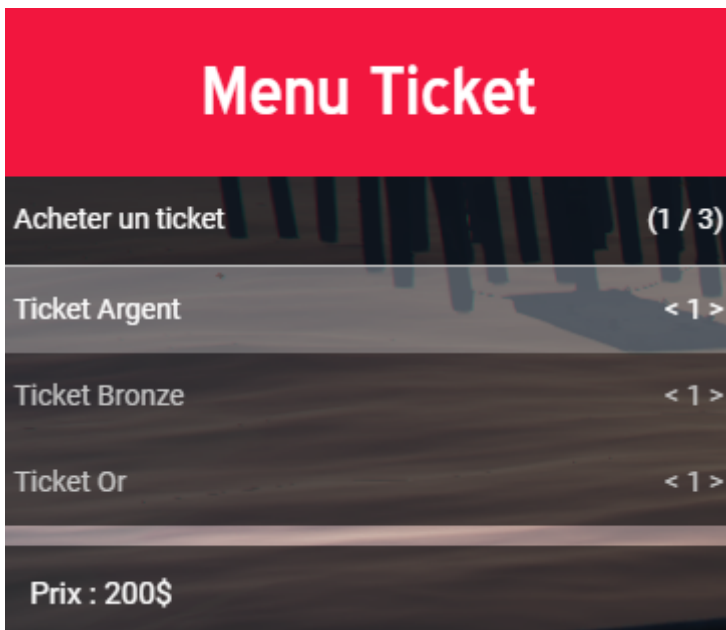 Menu Ticket
Acheter un ticket (1 / 3)
Ticket Argent < 1 >
Ticket Bronze < 1 >
Ticket Or < 1 >
Prix : 200$